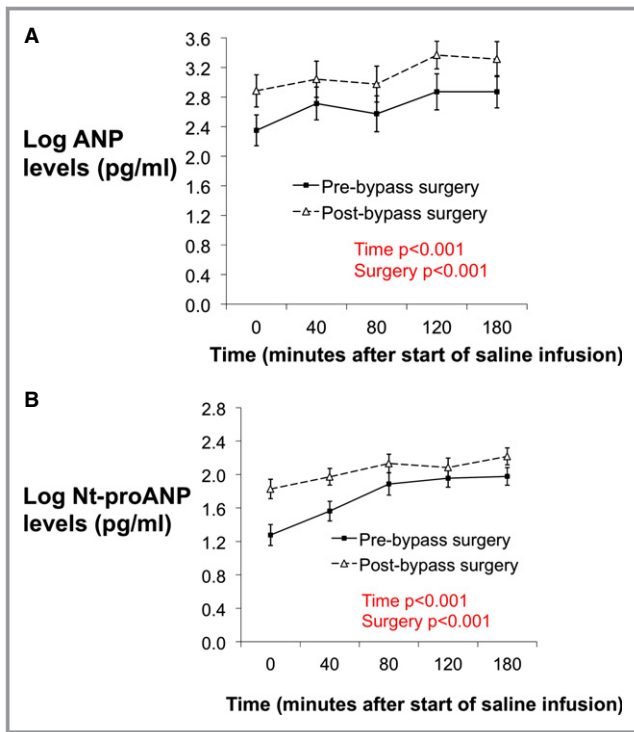 A
3.6
3.2
2.8
2.4
2.0
1.6
1.2
0.8
0.4
0.0
Log ANP
levels (pg/ml)
Pre-bypass surgery
Post-bypass surgery
Time p<0.001
Surgery p<0.001
0 40 80 120 180
Time (minutes after start of saline infusion)
B
2.8
2.4
2.0
1.6
1.2
0.8
0.4
0.0
Log Nt-proANP
levels (pg/ml)
Pre-bypass surgery
Post-bypass surgery
Time p<0.001
Surgery p<0.001
0 40 80 120 180
Time (minutes after start of saline infusion)